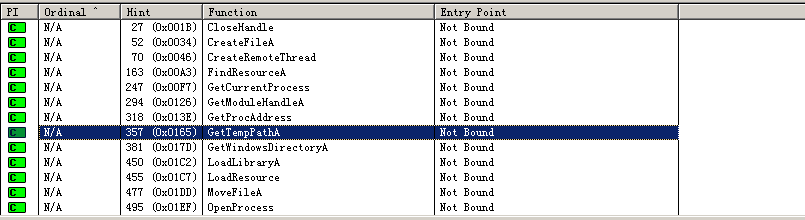 PI Ordinal ^ Hint Function Entry Point
C N/A 27 (0x001B) CloseHandle Not Bound
C N/A 52 (0x0034) CreateFileA Not Bound
C N/A 70 (0x0046) CreateRemoteThread Not Bound
C N/A 163 (0x00A3) FindResourceA Not Bound
C N/A 247 (0x00F7) GetCurrentProcess Not Bound
C N/A 294 (0x0126) GetModuleHandleA Not Bound
C N/A 318 (0x013E) GetProcAddress Not Bound
C N/A 357 (0x0165) GetTempPathA Not Bound
C N/A 381 (0x017D) GetWindowsDirectoryA Not Bound
C N/A 450 (0x01C2) LoadLibraryA Not Bound
C N/A 455 (0x01C7) LoadResource Not Bound
C N/A 477 (0x01DD) MoveFileA Not Bound
C N/A 495 (0x01EF) OpenProcess Not Bound